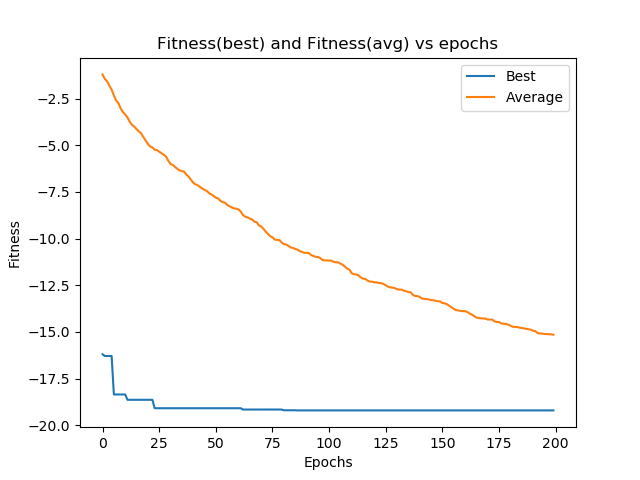 Fitness(best) and Fitness(avg) vs epochs
Best
Average
−2.5
−5.0
−7.5
−10.0
−12.5
−15.0
−17.5
−20.0
Fitness
0 25 50 75 100 125 150 175 200
Epochs